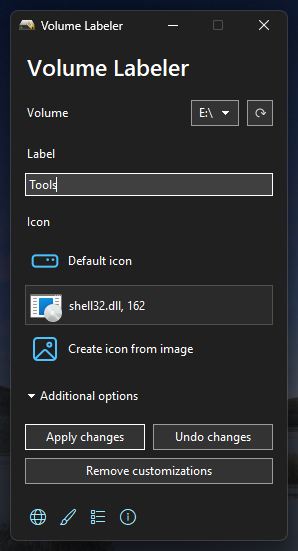 Volume Labeler
Volume Labeler
Volume E:\
Label
Tools
Icon
Default icon
shell32.dll, 162
Create icon from image
Additional options
Apply changes Undo changes
Remove customizations